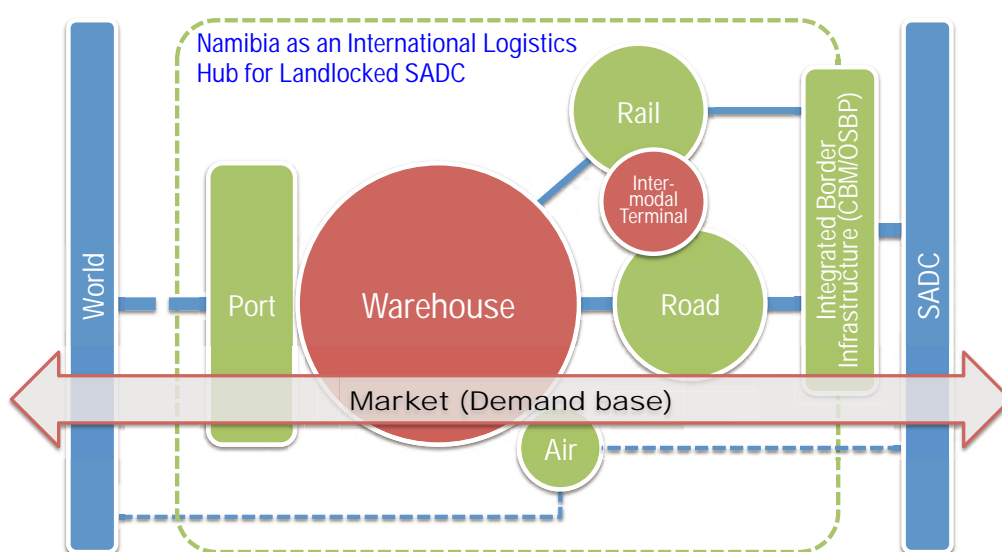 Namibia as an International Logistics
Hub for Landlocked SADC
World
Port
Warehouse
Rail
Inter-
modal
Terminal
Road
Integrated Border
Infrastructure (CBM/OSBP)
SADC
Market (Demand base)
Air